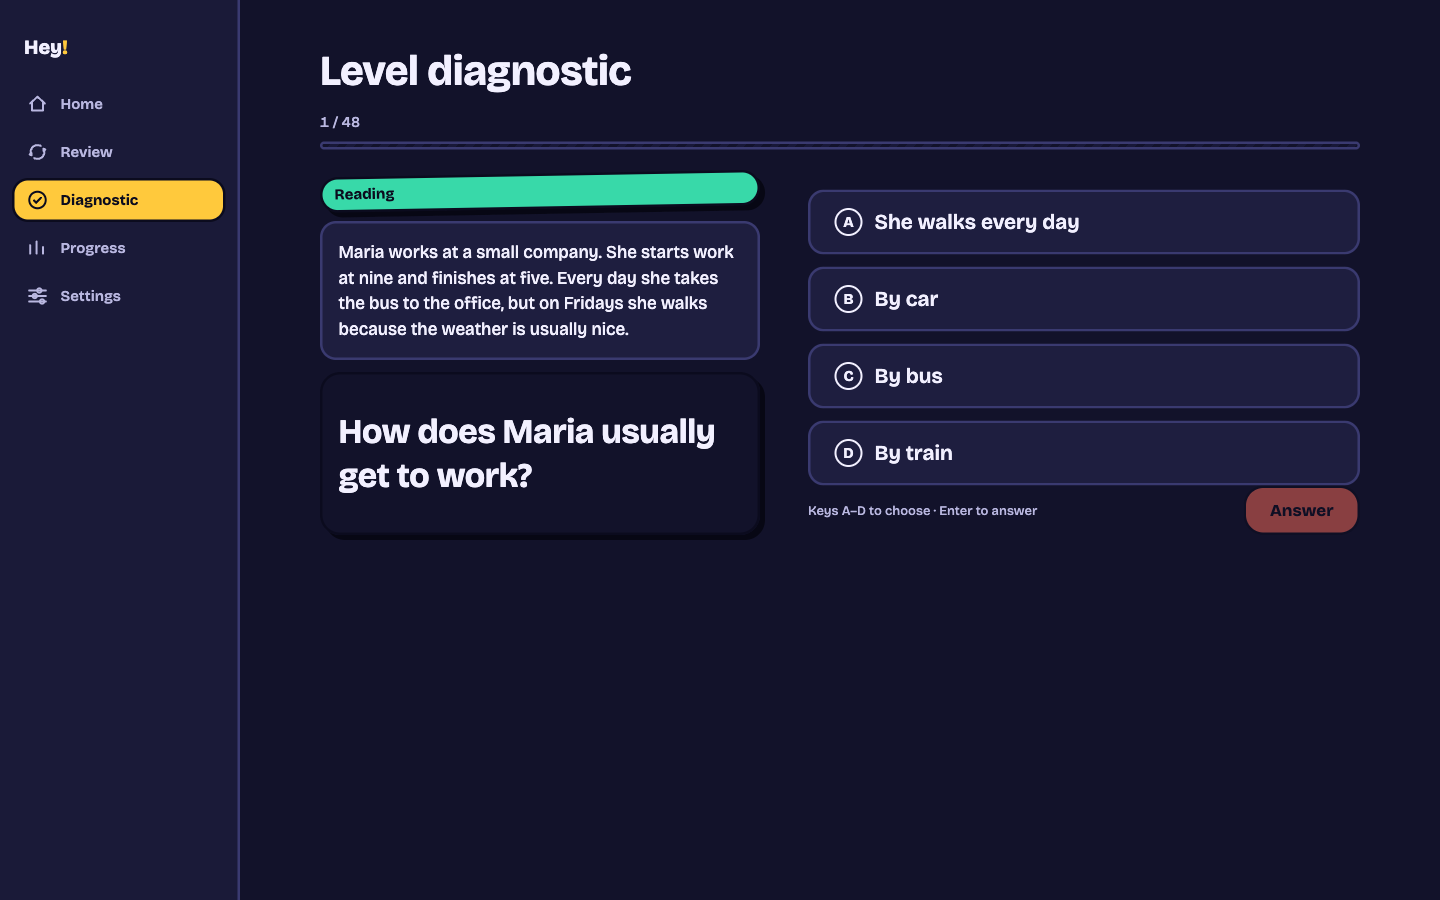 Hey!
Home
Review
Diagnostic
Progress
Settings
Level diagnostic
1 / 48
Reading
Maria works at a small company. She starts work
at nine and finishes at five. Every day she takes
the bus to the office, but on Fridays she walks
because the weather is usually nice.
How does Maria usually
get to work?
A She walks every day
B By car
C By bus
D By train
Keys A–D to choose · Enter to answer
Answer